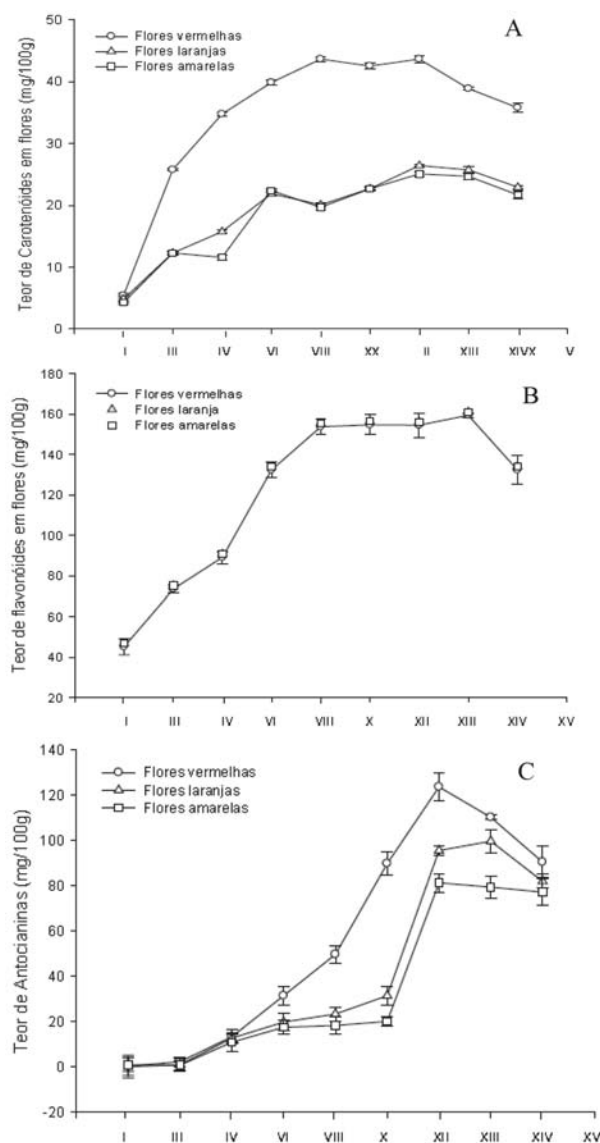 50
40
30
20
10
0
Teor de Carotenóides em flores (mg/100g)
Flores vermelhas
Flores laranjas
Flores amarelas
A
I III IV VI VIII XX II XIII XIVXX V
180
160
140
120
100
80
60
40
20
Teor de flavonóides em flores (mg/100g)
Flores vermelhas
Flores laranja
Flores amarelas
B
I III IV VI VIII X XII XIII XIV XV
140
120
100
80
60
40
20
0
-20
Teor de Antocianinas (mg/100g)
Flores vermelhas
Flores laranjas
Flores amarelas
C
I III IV VI VIII X XII XIII XIV XV